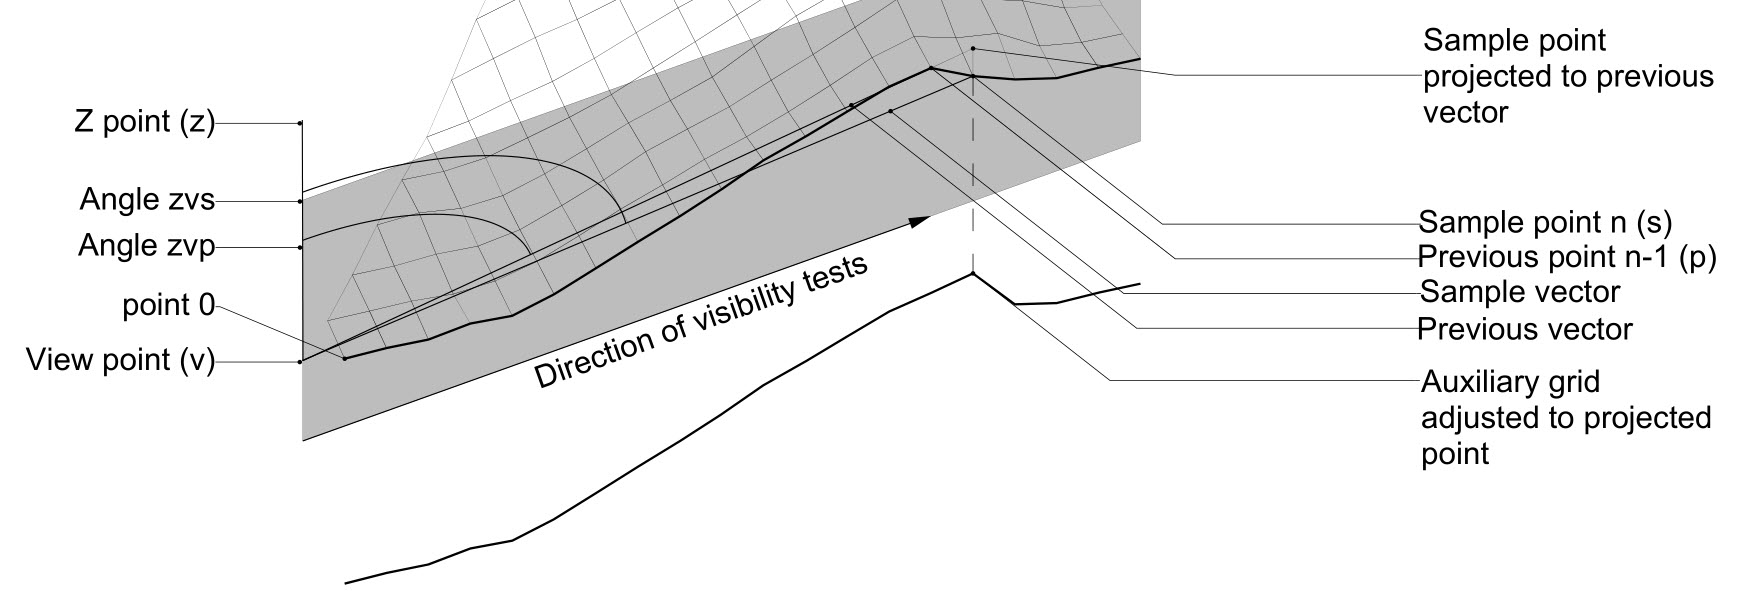 Z point (z)
Angle zvs
Angle zvp
point 0
View point (v)
Direction of visibility tests
Sample point
projected to previous
vector
Sample point n (s)
Previous point n-1 (p)
Sample vector
Previous vector
Auxiliary grid
adjusted to projected
point